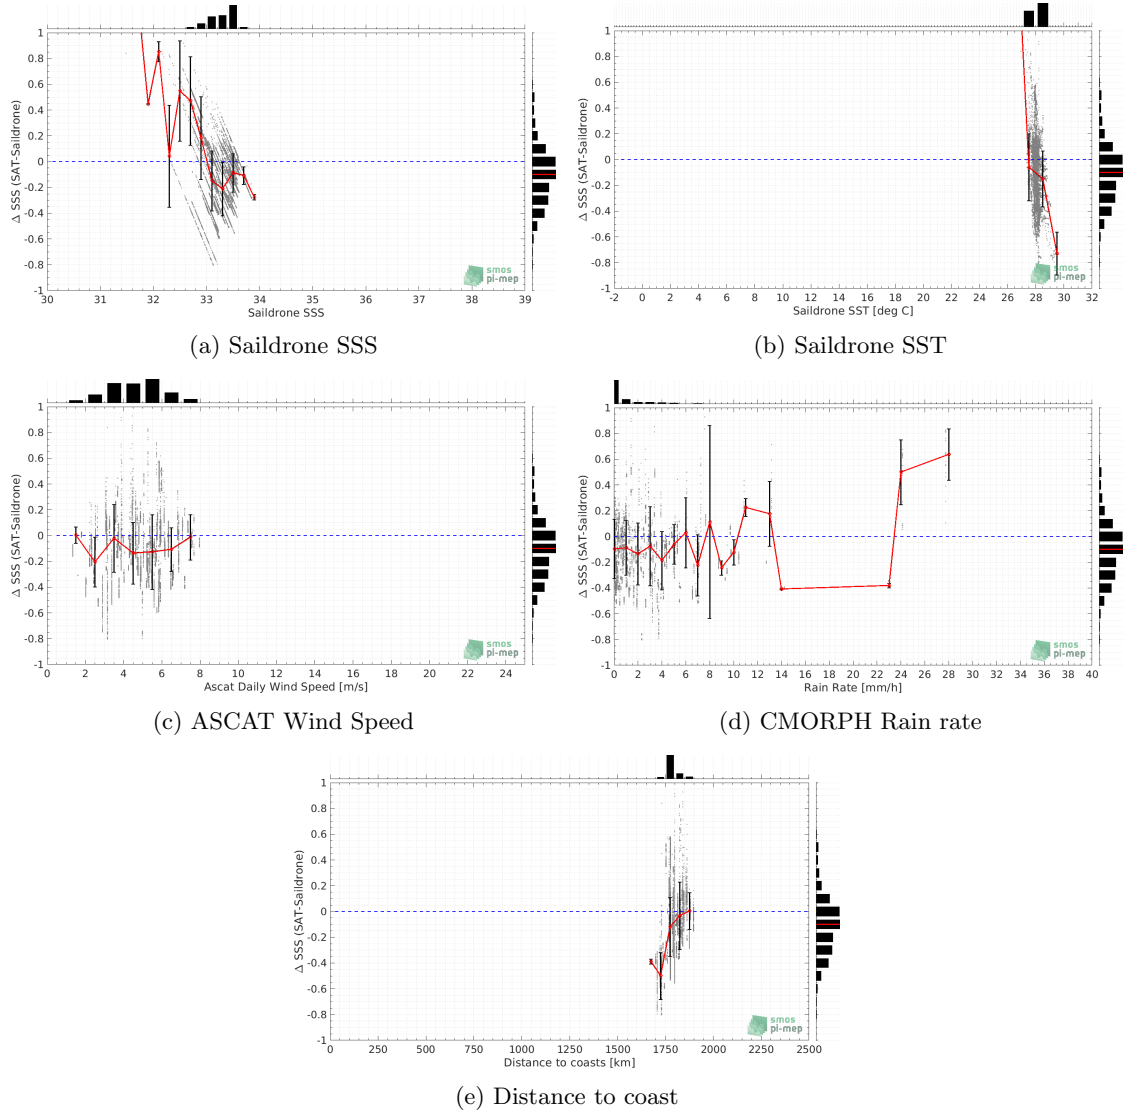 1
0.8
0.6
0.4
0.2
0
-0.2
-0.4
-0.6
-0.8
-1
Δ SSS (SAT-Saildrone)
30 31 32 33 34 35 36 37 38 39
Saildrone SSS
smos
pi-mep
(a) Saildrone SSS
1
0.8
0.6
0.4
0.2
0
-0.2
-0.4
-0.6
-0.8
-1
Δ SSS (SAT-Saildrone)
-2 0 2 4 6 8 10 12 14 16 18 20 22 24 26 28 30 32
Saildrone SST [deg C]
smos
pi-mep
(b) Saildrone SST
1
0.8
0.6
0.4
0.2
0
-0.2
-0.4
-0.6
-0.8
-1
Δ SSS (SAT-Saildrone)
0 2 4 6 8 10 12 14 16 18 20 22 24
Ascat Daily Wind Speed [m/s]
smos
pi-mep
(c) ASCAT Wind Speed
1
0.8
0.6
0.4
0.2
0
-0.2
-0.4
-0.6
-0.8
-1
Δ SSS (SAT-Saildrone)
0 2 4 6 8 10 12 14 16 18 20 22 24 26 28 30 32 34 36 38 40
Rain Rate [mm/h]
smos
pi-mep
(d) CMORPH Rain rate
1
0.8
0.6
0.4
0.2
0
-0.2
-0.4
-0.6
-0.8
-1
Δ SSS (SAT-Saildrone)
0 250 500 750 1000 1250 1500 1750 2000 2250 2500
Distance to coasts [km]
smos
pi-mep
(e) Distance to coast